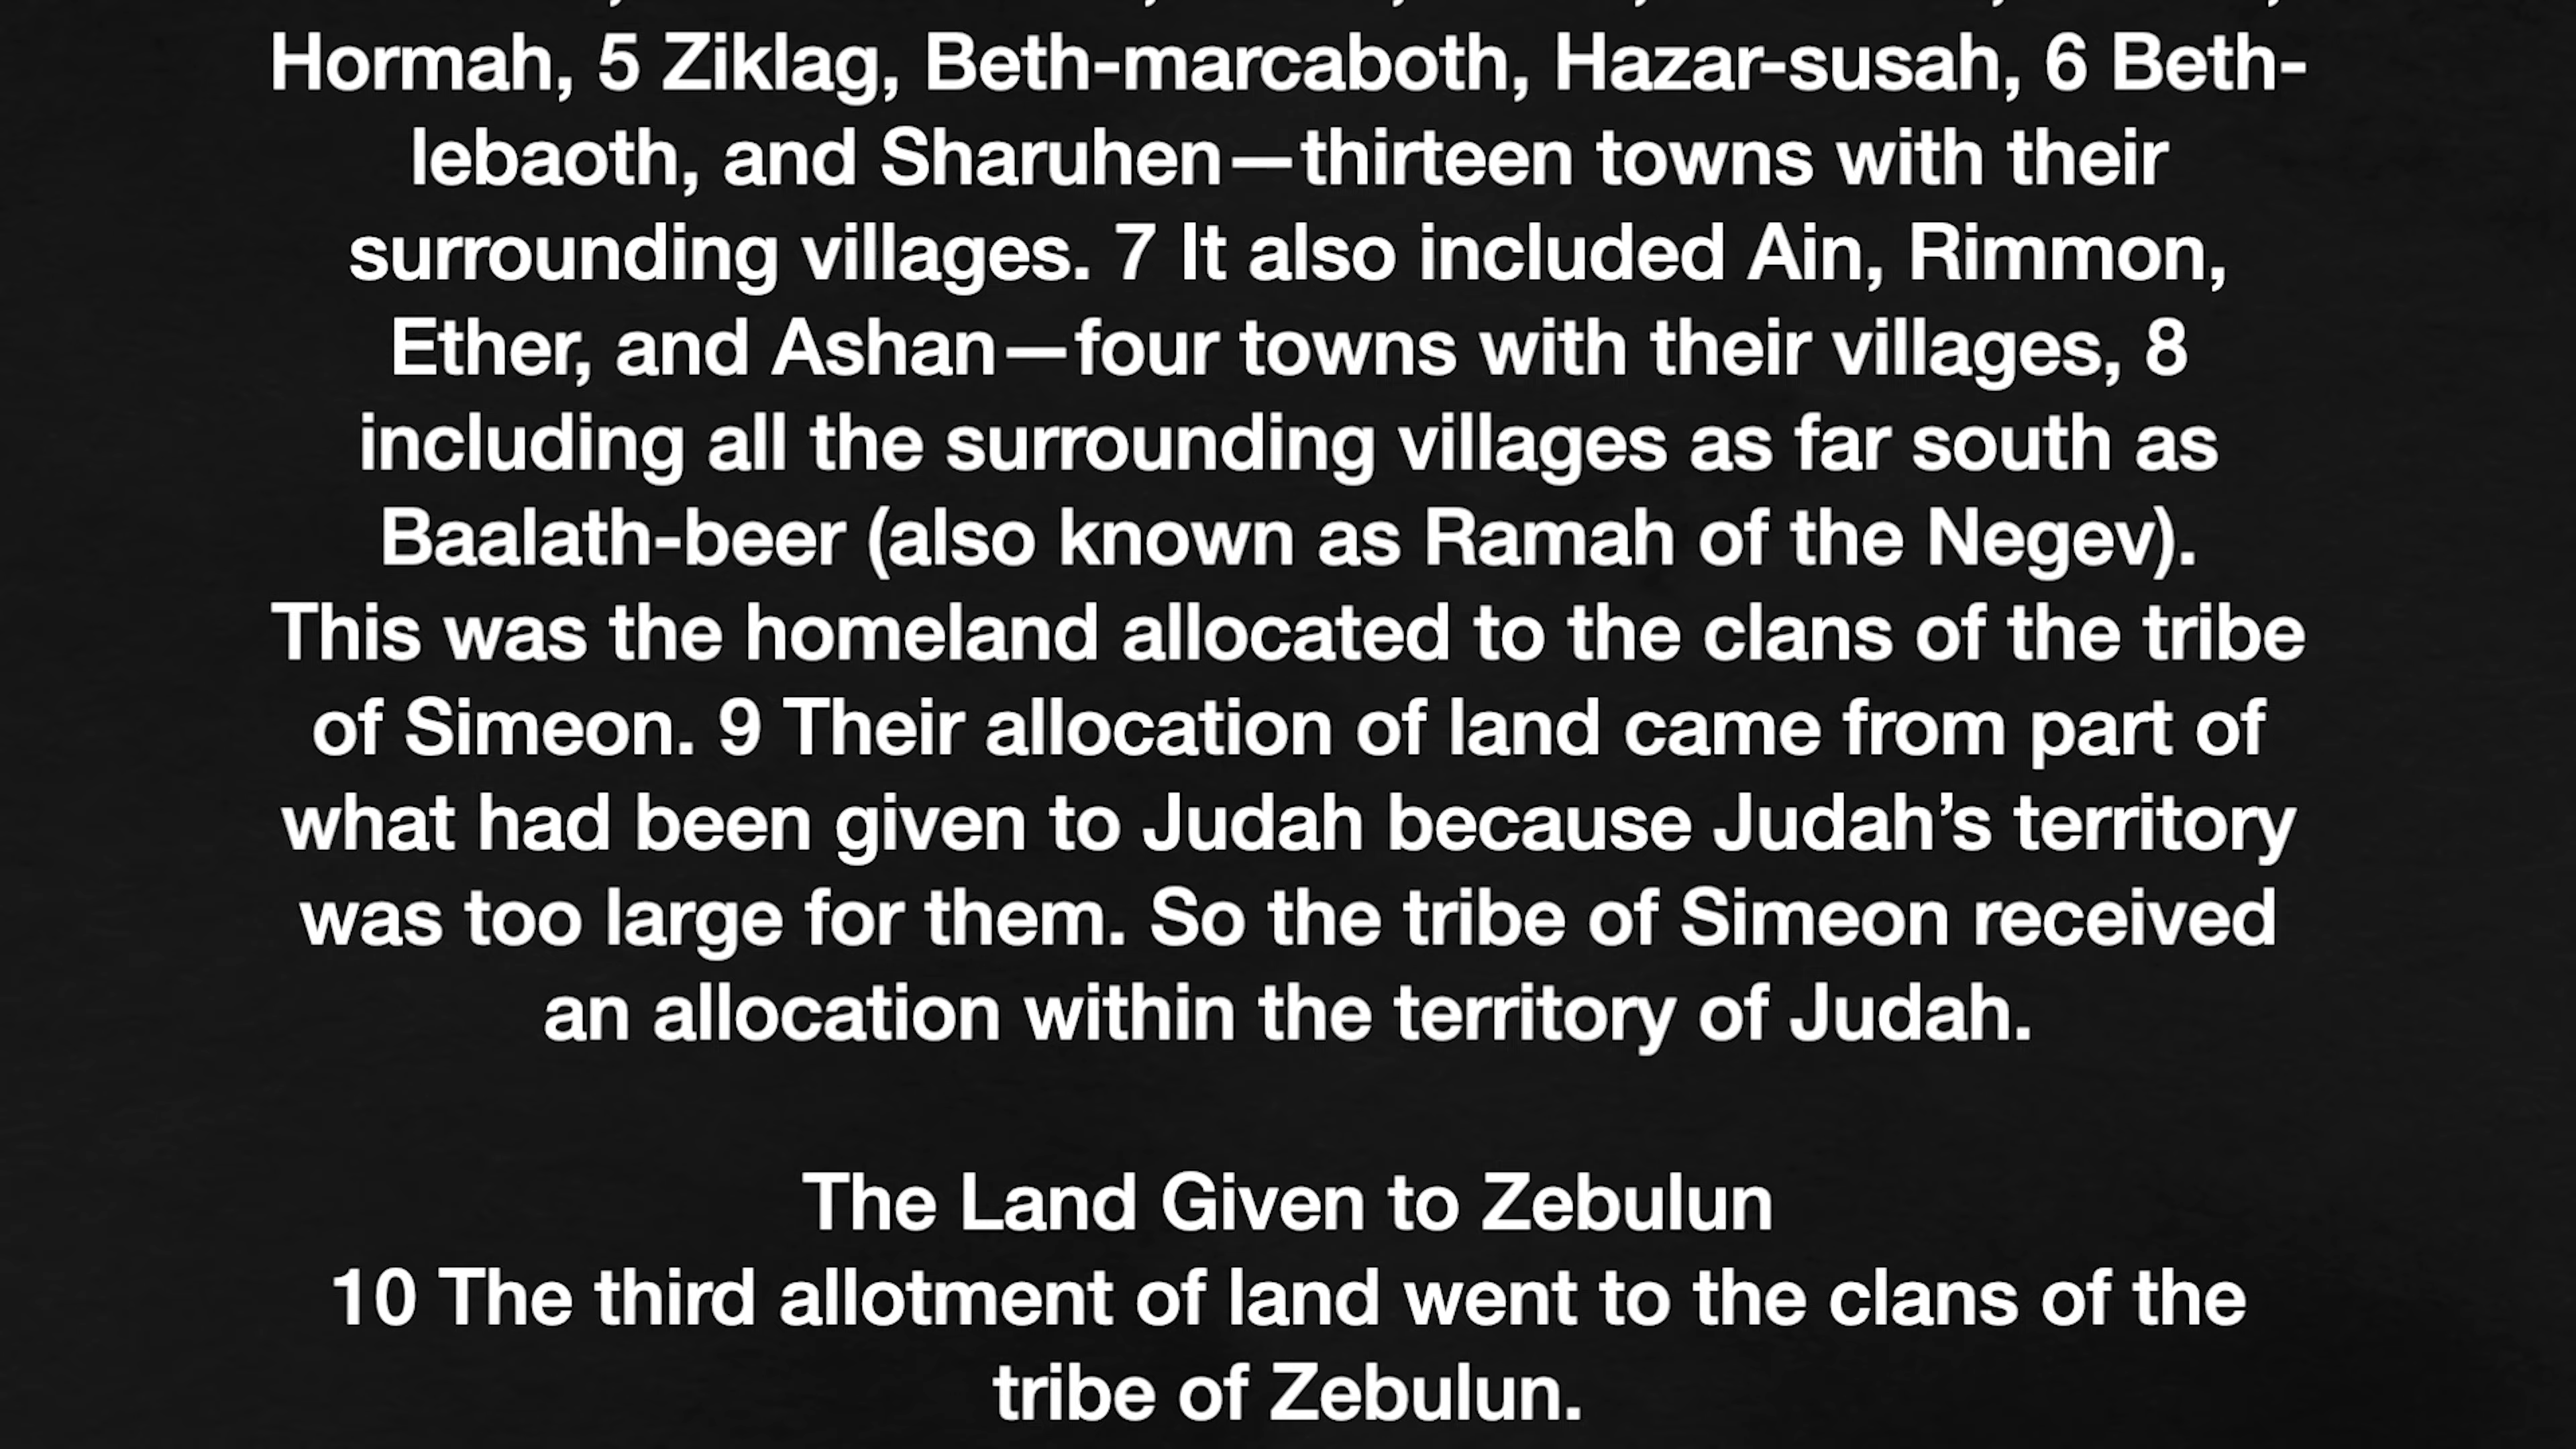 Hormah, 5 Ziklag, Beth-marcaboth, Hazar-susah, 6 Beth-
lebaoth, and Sharuhen—thirteen towns with their
surrounding villages. 7 It also included Ain, Rimmon,
Ether, and Ashan—four towns with their villages, 8
including all the surrounding villages as far south as
Baalath-beer (also known as Ramah of the Negev).
This was the homeland allocated to the clans of the tribe
of Simeon. 9 Their allocation of land came from part of
what had been given to Judah because Judah’s territory
was too large for them. So the tribe of Simeon received
an allocation within the territory of Judah.
The Land Given to Zebulun
10 The third allotment of land went to the clans of the
tribe of Zebulun.